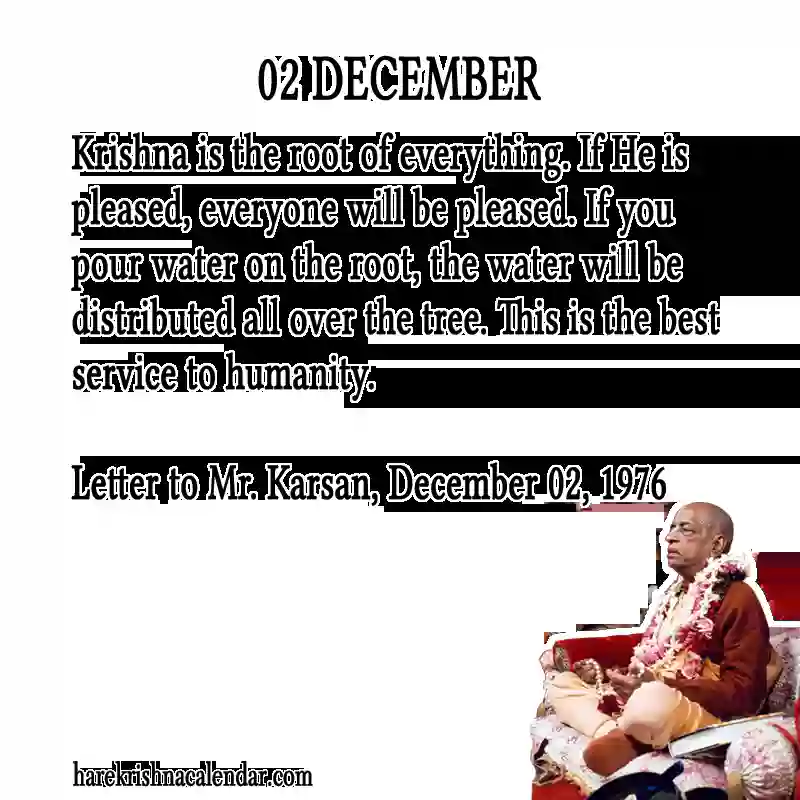 02 DECEMBER
Krishna is the root of everything. If He is
pleased, everyone will be pleased. If you
pour water on the root, the water will be
distributed all over the tree. This is the best
service to humanity.
Letter to Mr. Karsan, December 02, 1976
harekrishnacalendar.com